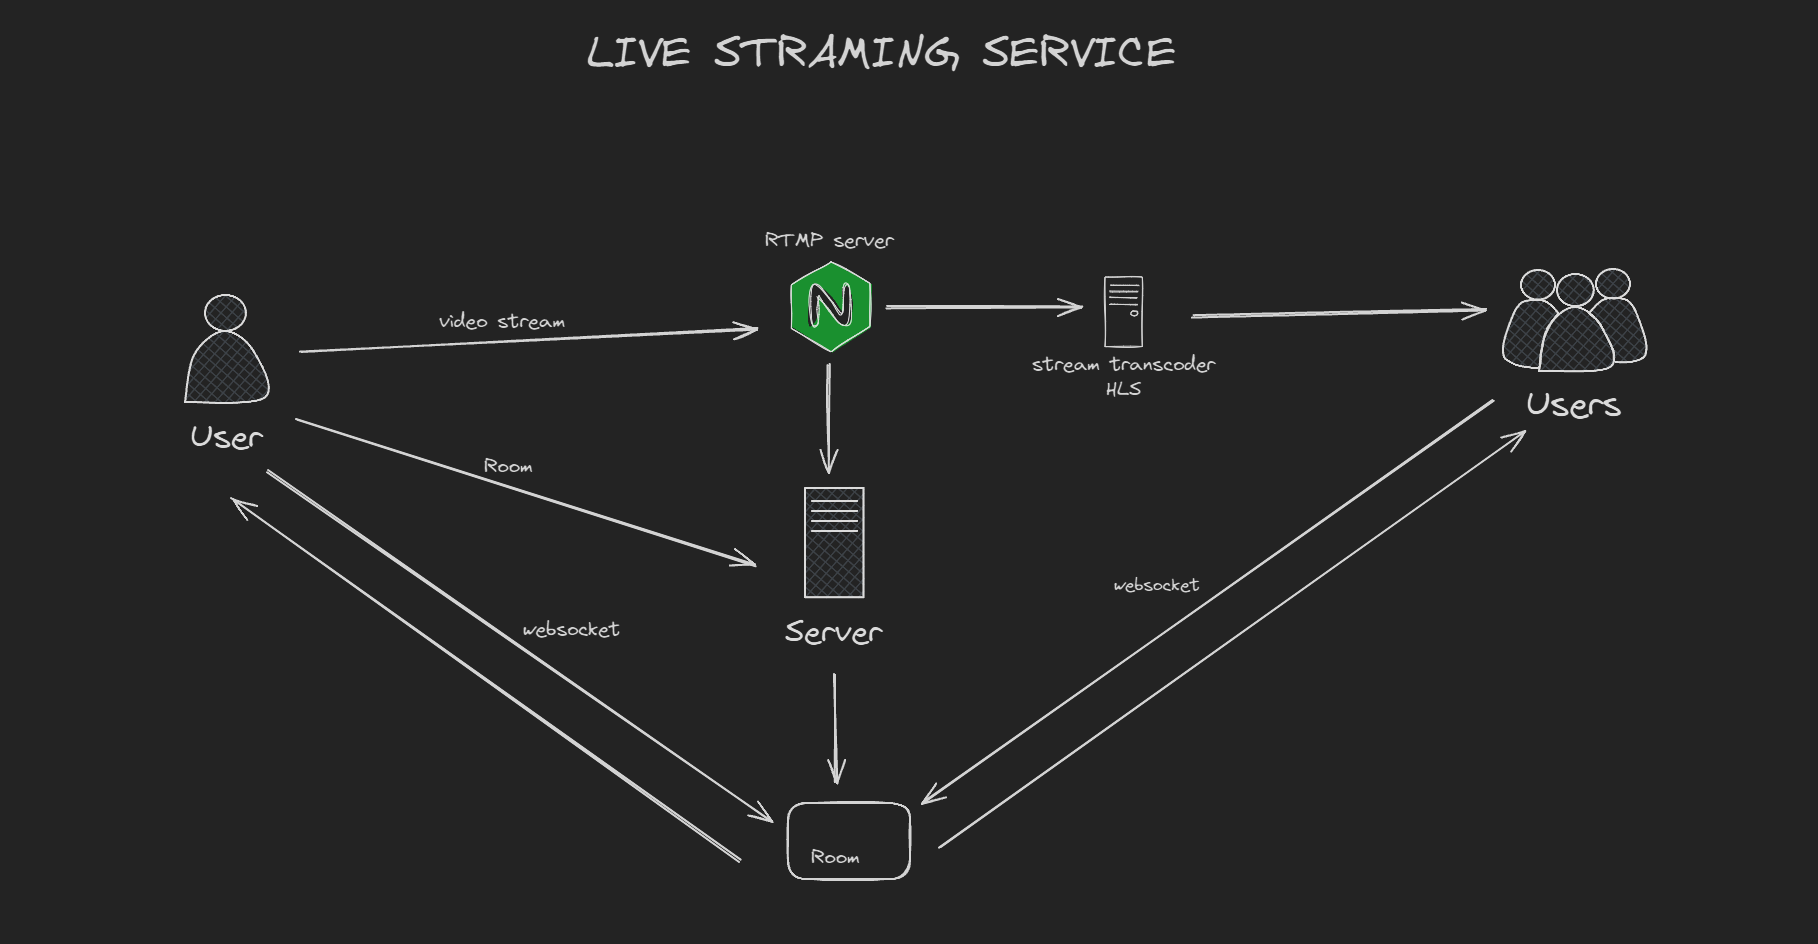 LIVE STRAMING SERVICE
RTMP server
N
video stream
stream transcoder
HLS
Users
User
Room
websocket
Server
websocket
Room